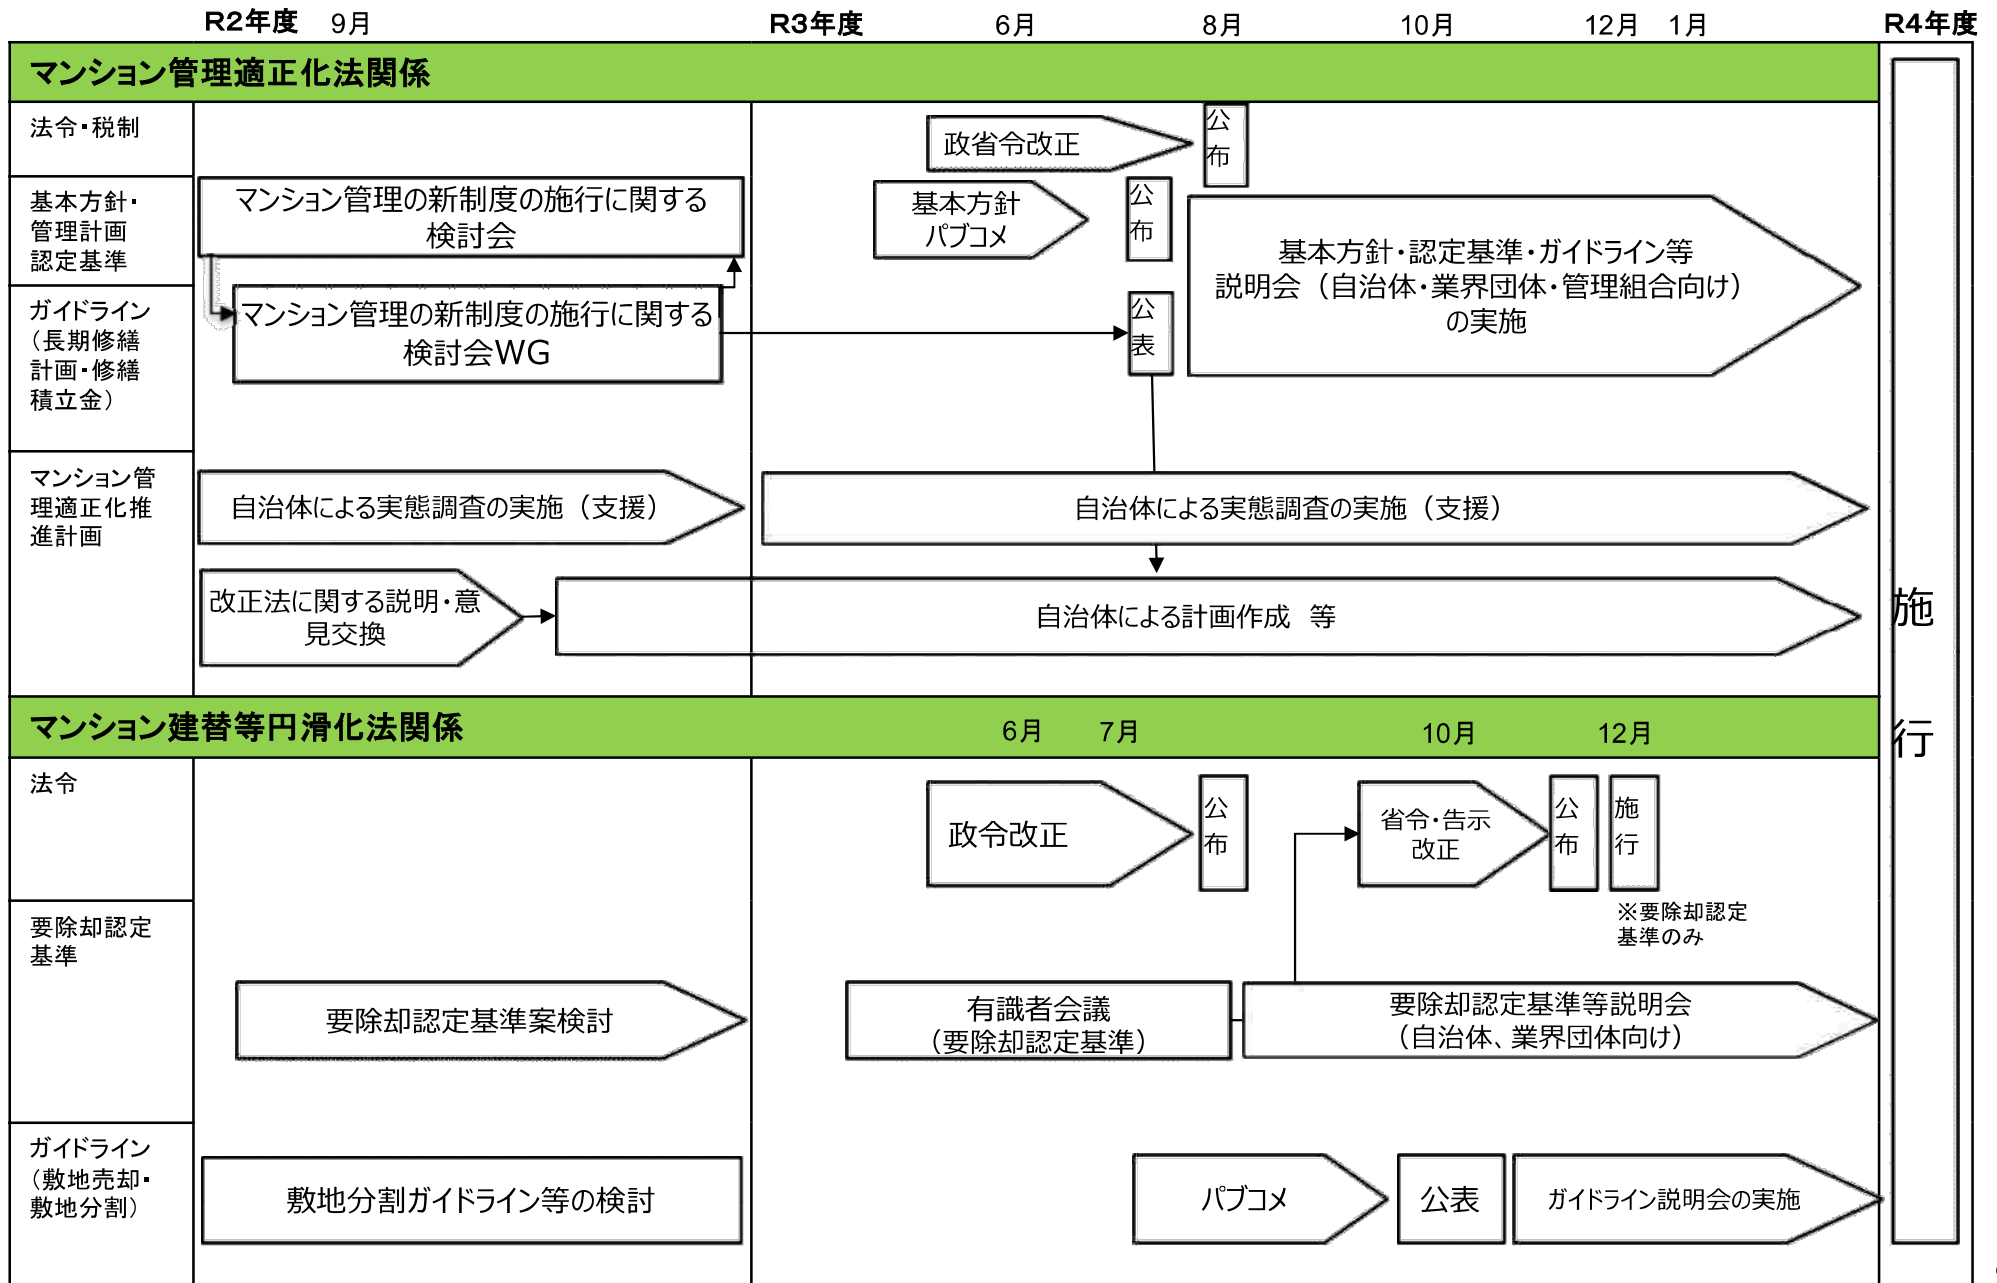 R2年度 9月 R3年度 6月 8月 10月 12月 1月 R4年度
マンション管理適正化法関係
法令・税制
政省令改正
公
布
基本方針・
管理計画
認定基準
マンション管理の新制度の施行に関する
検討会
基本方針
パブコメ
公
布
基本方針・認定基準・ガイドライン等
説明会（自治体・業界団体・管理組合向け）
の実施
ガイドライン
（長期修繕
計画・修繕
積立金）
マンション管理の新制度の施行に関する
検討会WG
公
表
マンション管
理適正化推
進計画
自治体による実態調査の実施（支援）
自治体による実態調査の実施（支援）
改正法に関する説明・意
見交換
自治体による計画作成 等
施
行
マンション建替等円滑化法関係 6月 7月 10月 12月
法令
政令改正
公
布
省令・告示
改正
公
布
施
行
※要除却認定
基準のみ
要除却認定
基準
要除却認定基準案検討
有識者会議
（要除却認定基準）
要除却認定基準等説明会
（自治体、業界団体向け）
ガイドライン
（敷地売却・
敷地分割）
敷地分割ガイドライン等の検討
パブコメ
公表
ガイドライン説明会の実施